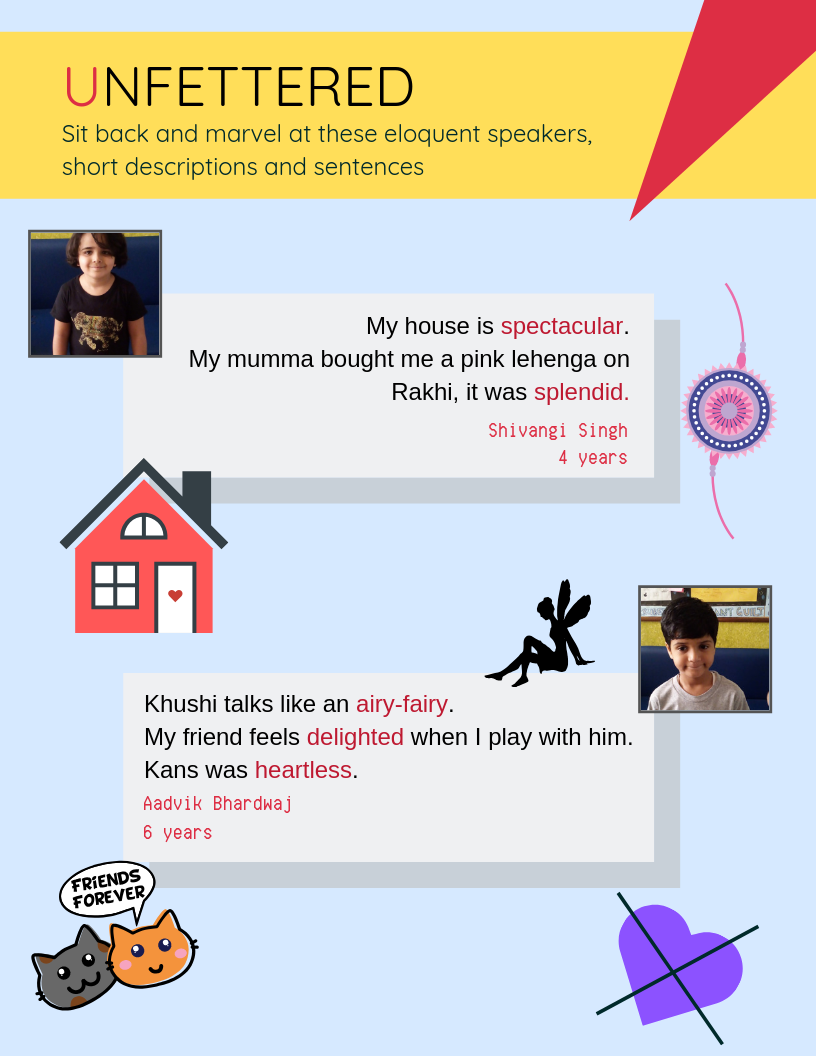 UNFETTERED
Sit back and marvel at these eloquent speakers,
short descriptions and sentences
My house is spectacular.
My mumma bought me a pink lehenga on
Rakhi, it was splendid.
Shivangi Singh
4 years
Khushi talks like an airy-fairy.
My friend feels delighted when I play with him.
Kans was heartless.
Aadvik Bhardwaj
6 years
FRiENDS
FOREVER